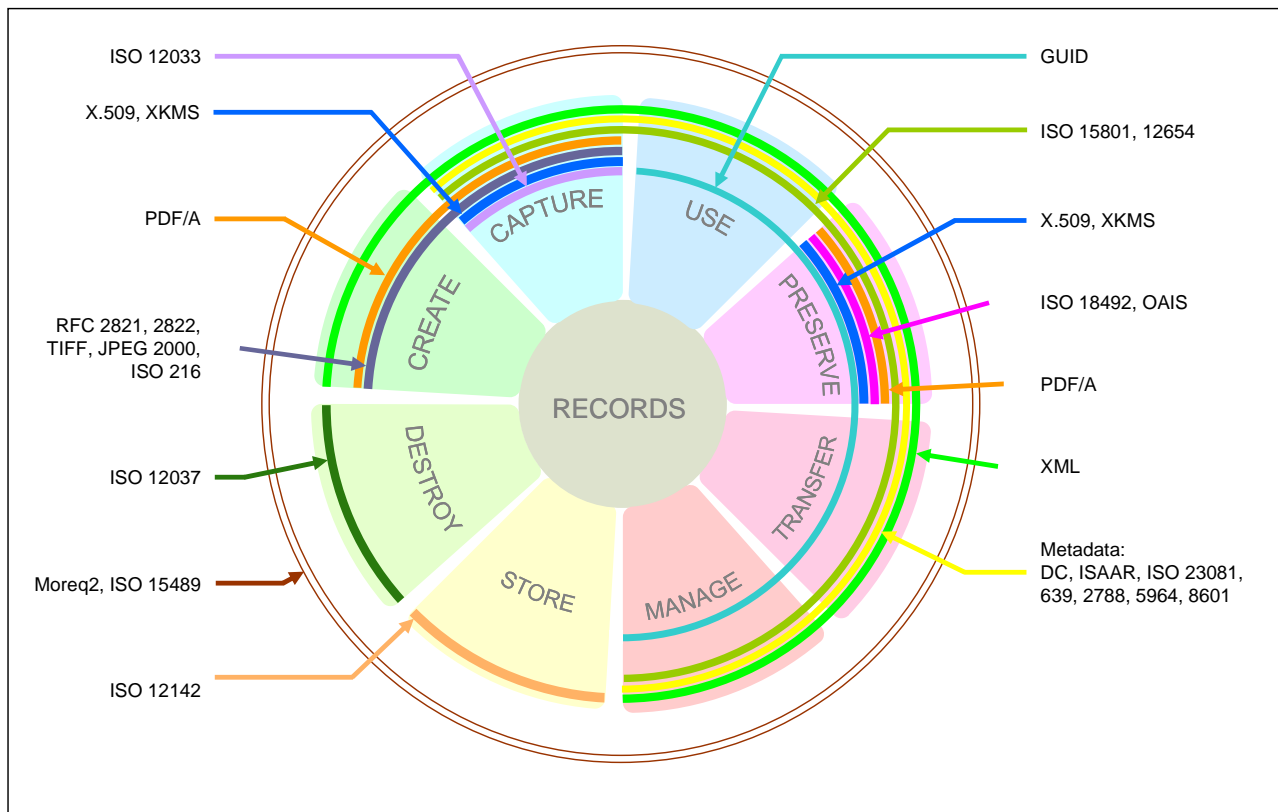 ISO 12033
X.509, XKMS
PDF/A
RFC 2821, 2822,
TIFF, JPEG 2000,
ISO 216
ISO 12037
Moreq2, ISO 15489
ISO 12142
CAPTURE
USE
CREATE
PRESERVE
RECORDS
DESTROY
TRANSFER
STORE
MANAGE
GUID
ISO 15801, 12654
X.509, XKMS
ISO 18492, OAIS
PDF/A
XML
Metadata:
DC, ISAAR, ISO 23081,
639, 2788, 5964, 8601